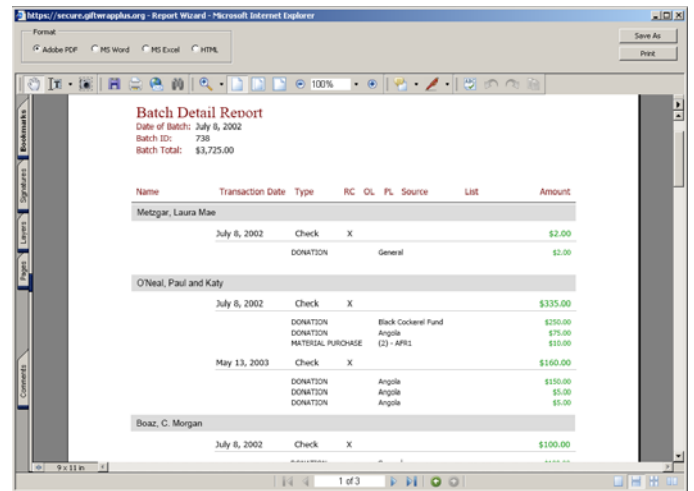 https://secure.giftwrapplus.org - Report Wizard - Microsoft Internet Explorer
Format
Adobe PDF MS Word MS Excel HTML
Save As
Print
100%
Bookmarks
Signatures
Layers
Pages
Comments
Batch Detail Report
Date of Batch: July 8, 2002
Batch ID: 738
Batch Total: $3,725.00
Name Transaction Date Type RC OL PL Source List Amount
Metzgar, Laura Mae
July 8, 2002 Check X $2.00
DONATION General $2.00
O'Neal, Paul and Katy
July 8, 2002 Check X $335.00
DONATION Black Cockerel Fund $250.00
DONATION Angola $75.00
MATERIAL PURCHASE (2) - AFR1 $10.00
May 13, 2003 Check X $160.00
DONATION Angola $150.00
DONATION Angola $5.00
DONATION Angola $5.00
Boaz, C. Morgan
July 8, 2002 Check X $100.00
9 x 11 in
1 of 3